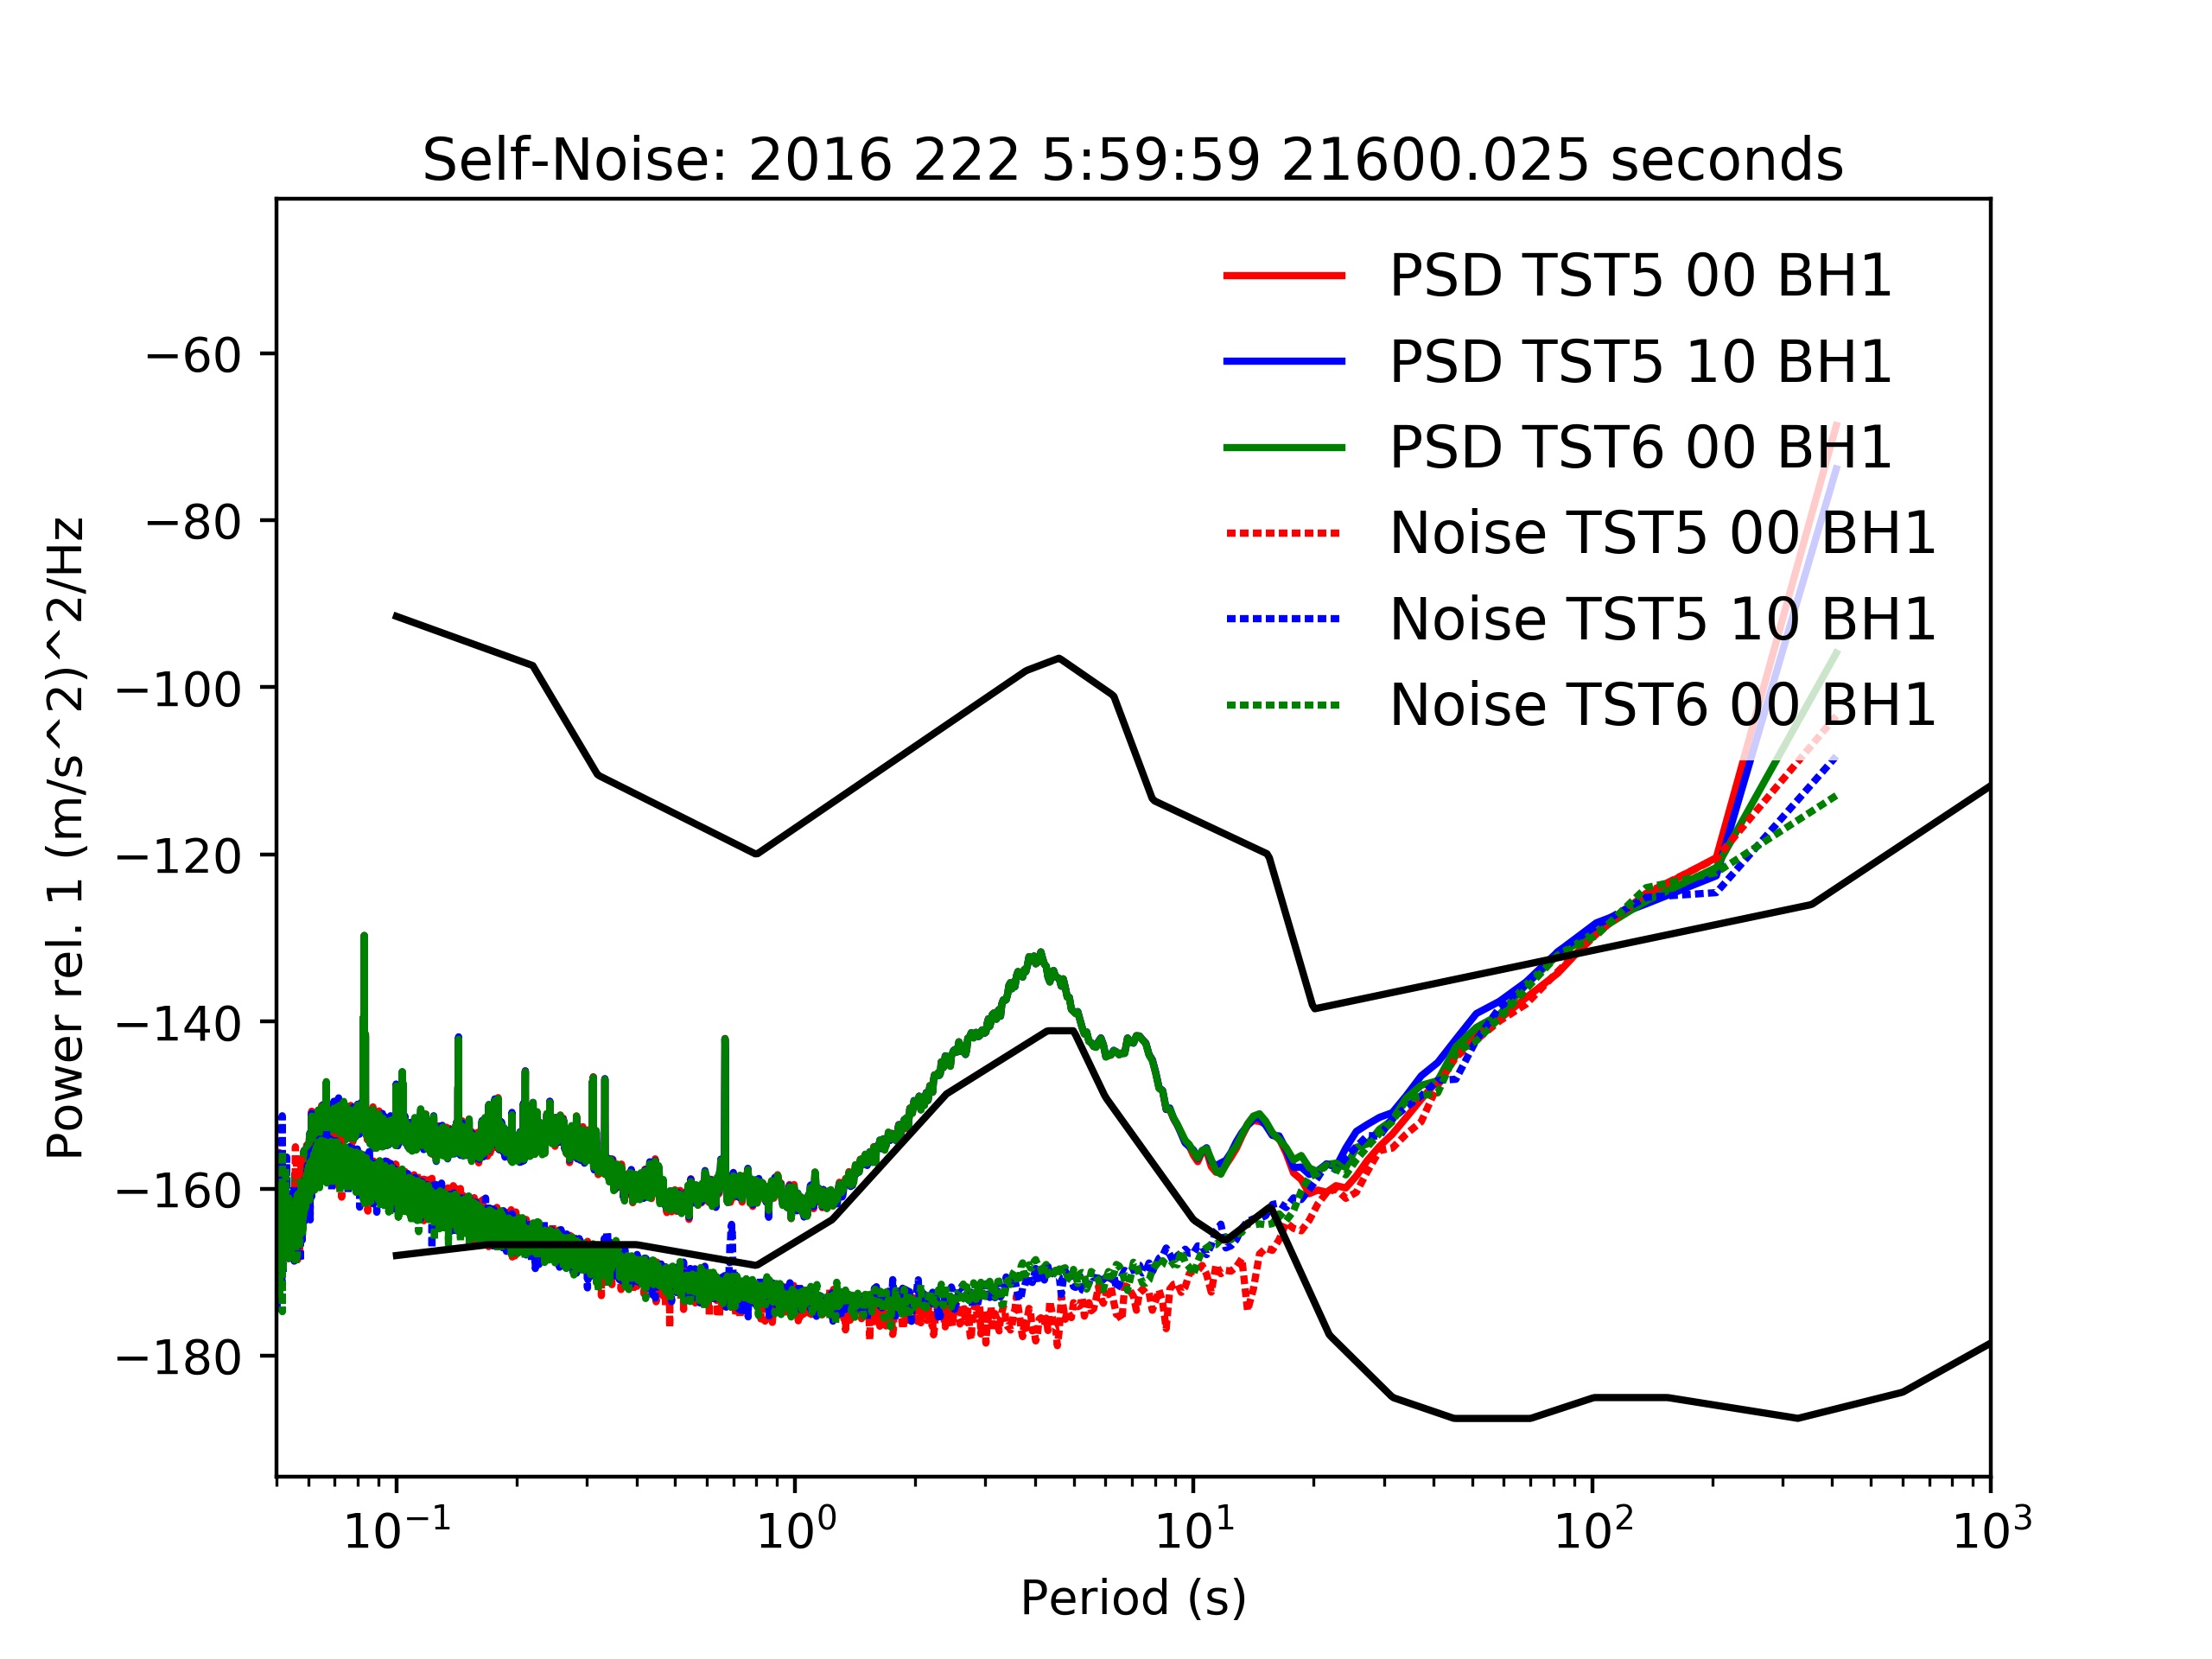 Self-Noise: 2016 222 5:59:59 21600.025 seconds
PSD TST5 00 BH1
PSD TST5 10 BH1
PSD TST6 00 BH1
Noise TST5 00 BH1
Noise TST5 10 BH1
Noise TST6 00 BH1
−60
−80
−100
−120
−140
−160
−180
Power rel. 1 (m/s^2)^2/Hz
10⁻¹ 10⁰ 10¹ 10² 10³
Period (s)